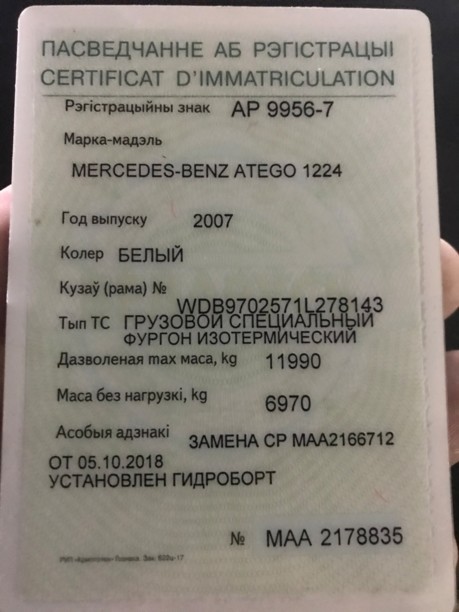 ПАСВЕДЧАННЕ АБ РЭГІСТРАЦЫІ
CERTIFICAT D'IMMATRICULATION
Рэгістрацыйны знак АР 9956-7
Марка-мадэль
MERCEDES-BENZ ATEGO 1224
Год выпуску 2007
Колер БЕЛЫЙ
Кузаў (рама) №
WDB9702571L278143
Тып ТС ГРУЗОВОЙ СПЕЦИАЛЬНЫЙ
ФУРГОН ИЗОТЕРМИЧЕСКИЙ
Дазволеная max маса, kg 11990
Маса без нагрузкі, kg 6970
Асобыя адзнакі ЗАМЕНА СР МАА2166712
ОТ 05.10.2018
УСТАНОВЛЕН ГИДРОБОРТ
№ МАА 2178835